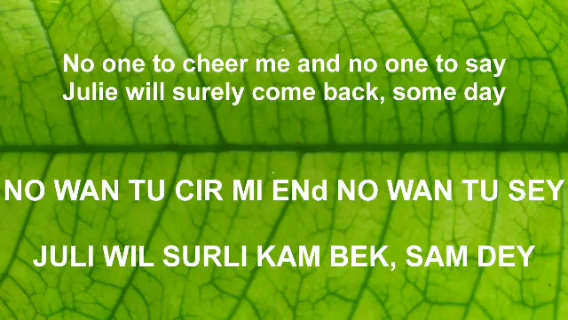 No one to cheer me and no one to say
Julie will surely come back, some day
NO WAN TU CIR MI ENd NO WAN TU SEY
JULI WIL SURLI KAM BEK, SAM DEY